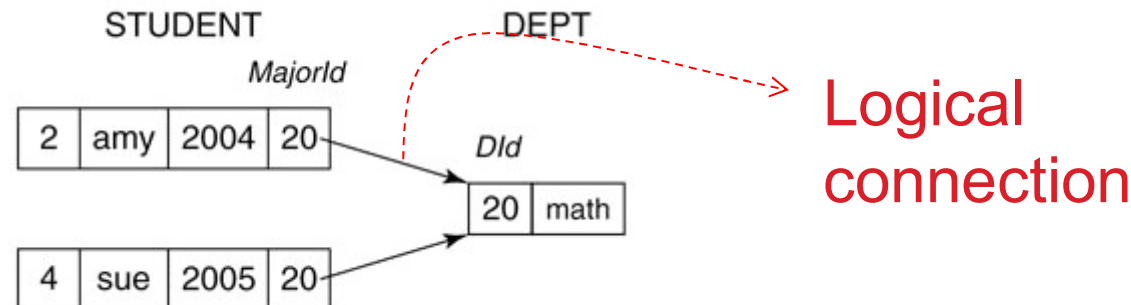 STUDENT DEPT
MajorId
2 amy 2004 20
DId
20 math
4 sue 2005 20
Logical
connection